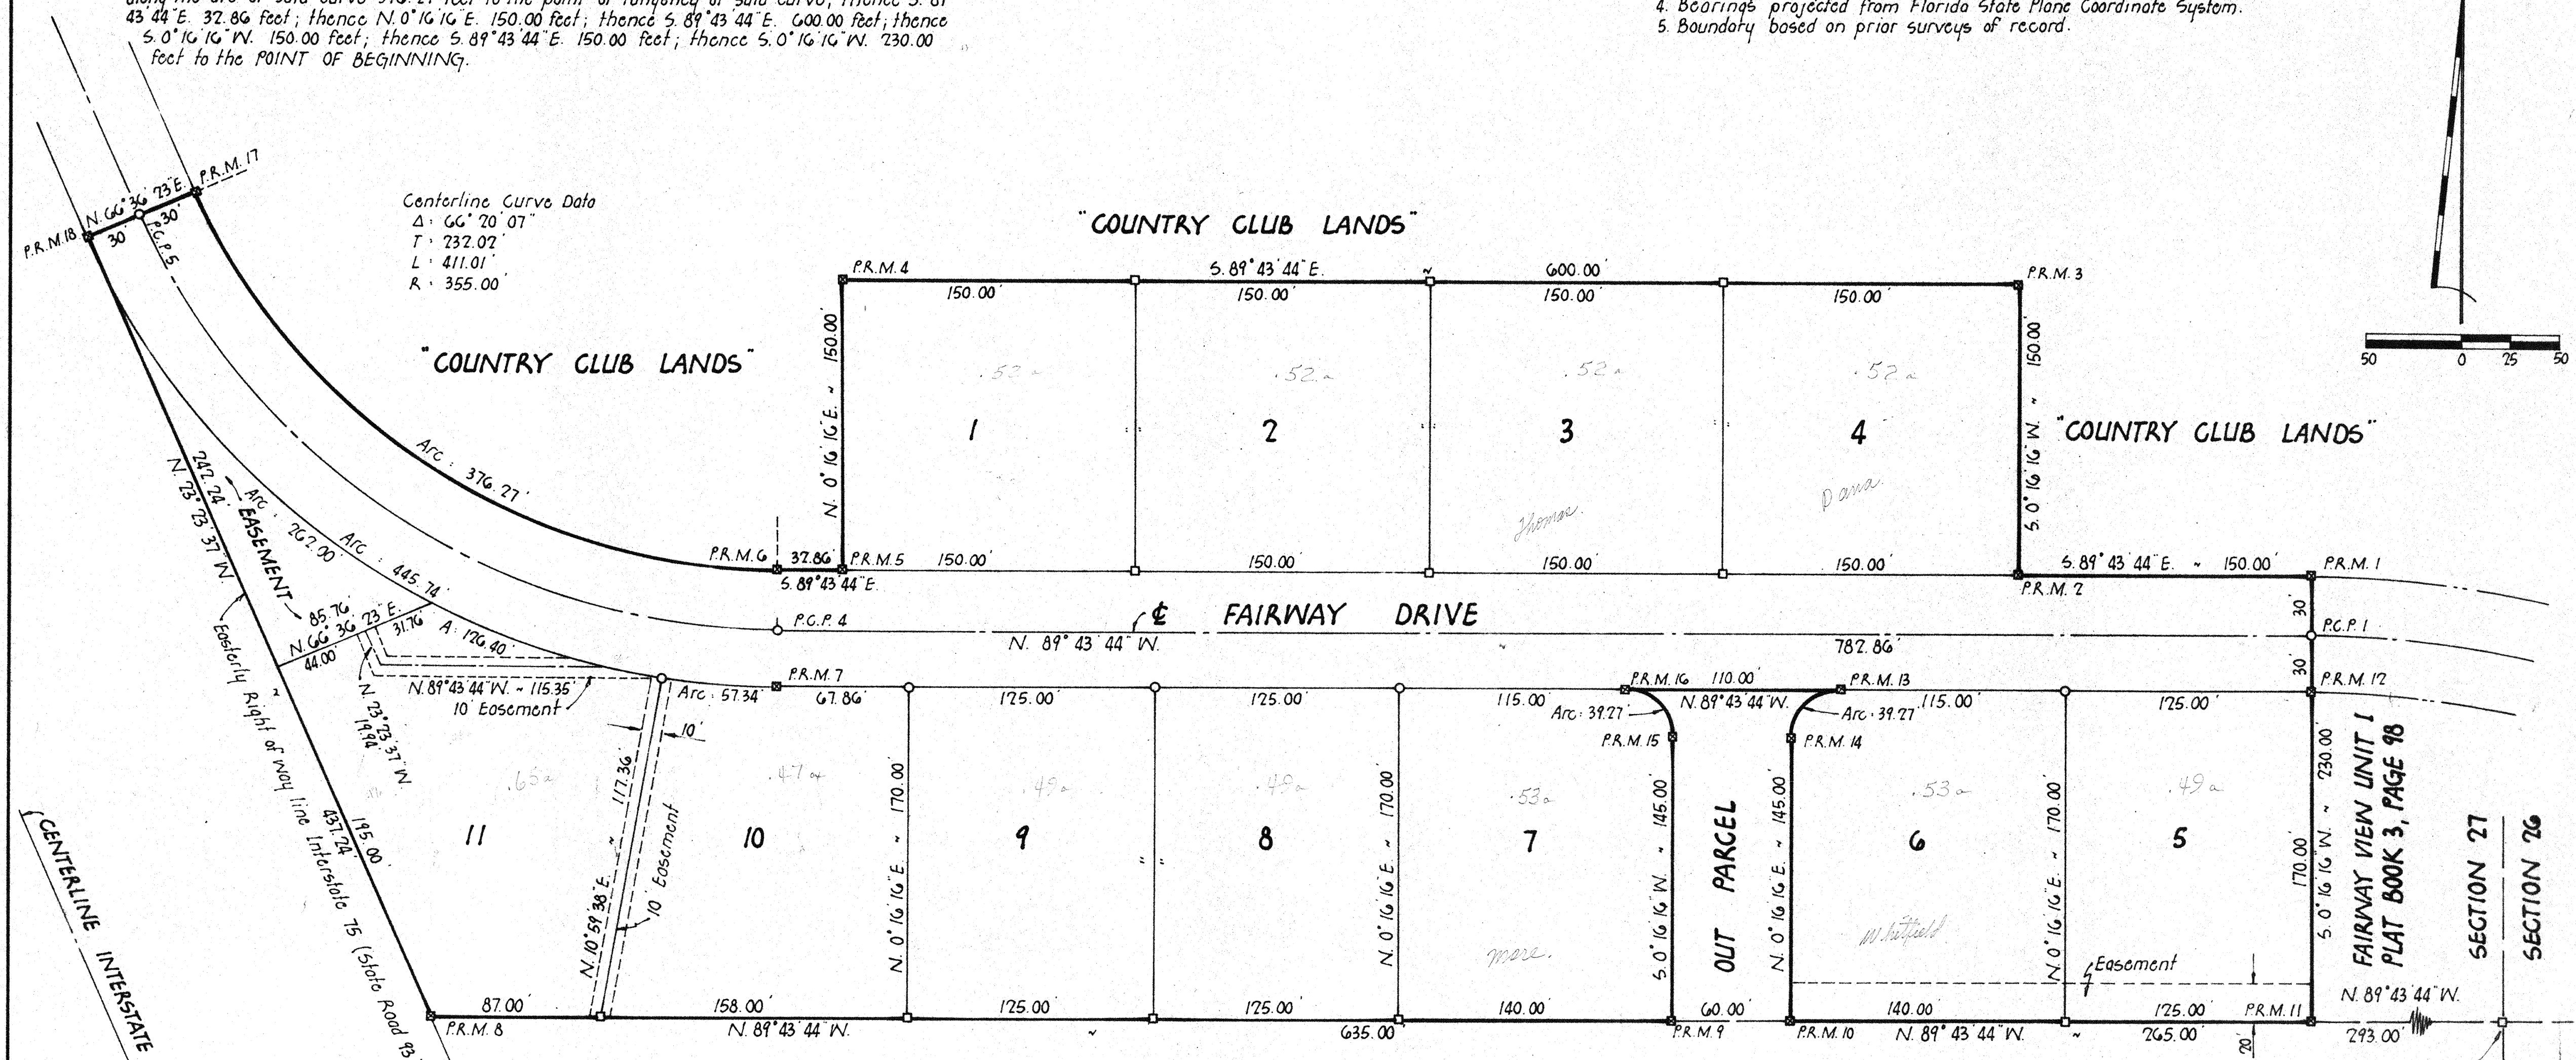 43'44"E. 32.86 feet; thence N. 0°16'16"E. 150.00 feet; thence S. 89°43'44"E. 600.00 feet; thence
S. 0°16'16"W. 150.00 feet; thence S. 89°43'44"E. 150.00 feet; thence S. 0°16'16"W. 230.00
feet to the POINT OF BEGINNING.
4. Bearings projected from Florida State Plane Coordinate System.
5. Boundary based on prior surveys of record.
P.R.M. 17
N. 66° 36' 23" E.
30'
30'
P.R.M. 18
P.C.P. 5
Centerline Curve Data
Δ : 66° 20' 07"
T : 232.02'
L : 411.01'
R : 355.00'
"COUNTRY CLUB LANDS"
P.R.M. 4
S. 89° 43' 44" E. ~ 600.00'
P.R.M. 3
150.00'
150.00'
150.00'
150.00'
50 0 25 50
"COUNTRY CLUB LANDS"
N. 0° 16' 16" E. ~ 150.00'
.52 a
.52 a
.52 a
.52 a
1
2
3
4
Thomas.
Dana.
S. 0° 16' 16" W. ~ 150.00'
"COUNTRY CLUB LANDS"
Arc : 376.27'
P.R.M. 6
32.86'
P.R.M. 5
S. 89° 43' 44" E.
150.00'
150.00'
150.00'
150.00'
P.R.M. 2
S. 89° 43' 44" E. ~ 150.00'
P.R.M. 1
30'
P.C.P. 1
30'
P.R.M. 12
242.24'
N. 23° 23' 37" W.
EASEMENT
Arc : 262.00'
Arc : 445.74'
85.76'
N. 66° 36' 23" E.
44.00'
31.76'
A : 126.40'
P.C.P. 4
℄ FAIRWAY DRIVE
N. 89° 43' 44" W.
782.86'
N. 89° 43' 44" W. ~ 115.35'
10' Easement
N. 23° 23' 37" W.
19.94'
Arc : 57.34'
P.R.M. 7
67.86'
125.00'
125.00'
115.00'
P.R.M. 16
110.00'
P.R.M. 13
N. 89° 43' 44" W.
Arc : 39.27'
Arc : 39.27'
115.00'
125.00'
P.R.M. 15
P.R.M. 14
10'
117.36'
N. 10° 59' 38" E. ~
10' Easement
.65 a
.47 a
.49 a
.49 a
.53 a
.53 a
.49 a
11
10
9
8
7
6
5
N. 0° 16' 16" E. ~ 170.00'
N. 0° 16' 16" E. ~ 170.00'
S. 0° 16' 16" W. ~ 145.00'
OUT PARCEL
N. 0° 16' 16" E. ~ 145.00'
N. 0° 16' 16" E. ~ 170.00'
170.00'
S. 0° 16' 16" W. ~ 230.00'
Whitfield
Easement
FAIRWAY VIEW UNIT 1
PLAT BOOK 3, PAGE 98
SECTION 27
SECTION 26
195.00'
437.24'
Easterly Right of way line Interstate 75 (State Road 93
CENTERLINE INTERSTATE
P.R.M. 8
87.00'
158.00'
125.00'
125.00'
140.00'
60.00'
140.00'
125.00'
P.R.M. 11
N. 89° 43' 44" W. ~ 635.00'
P.R.M. 9
P.R.M. 10
N. 89° 43' 44" W. ~ 265.00'
20'
N. 89° 43' 44" W.
293.00'